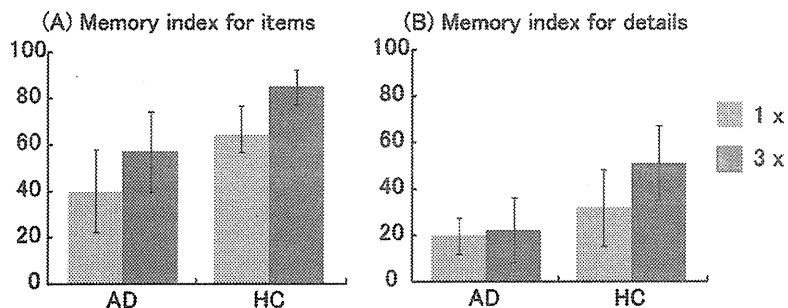 (A) Memory index for items
100
80
60
40
20
0
AD
HC
(B) Memory index for details
100
80
60
40
20
0
AD
HC
1 x
3 x